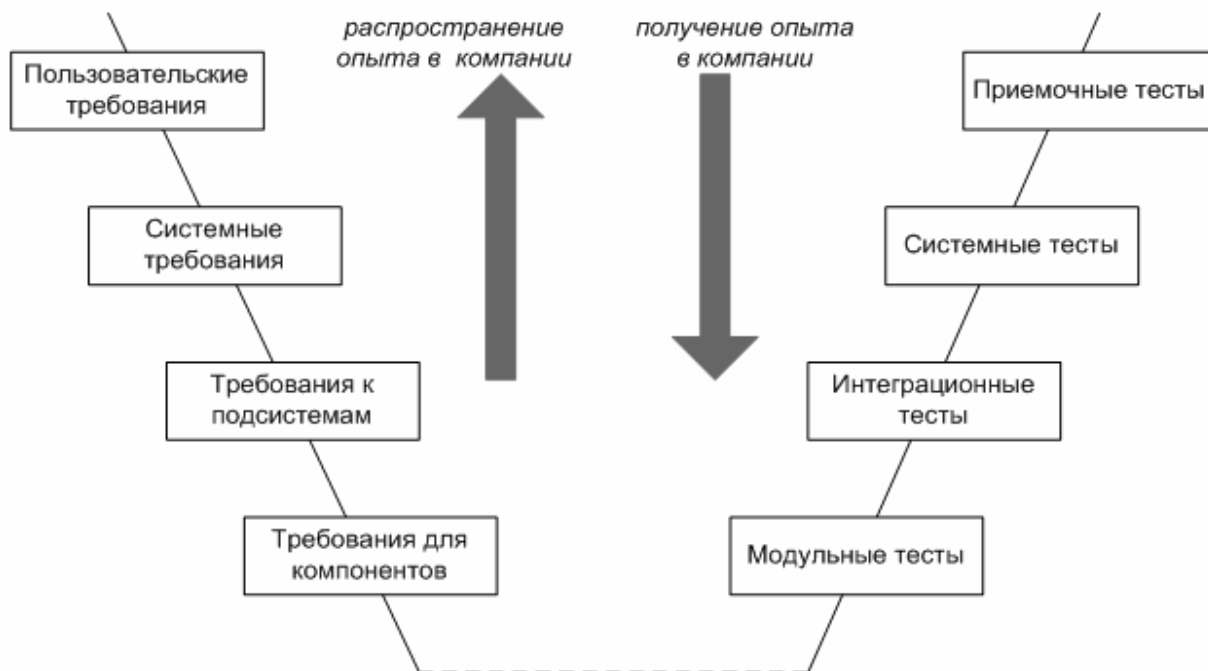 распространение
опыта в компании
получение опыта
в компании
Пользовательские
требования
Приемочные тесты
Системные
требования
Системные тесты
Требования к
подсистемам
Интеграционные
тесты
Требования для
компонентов
Модульные тесты